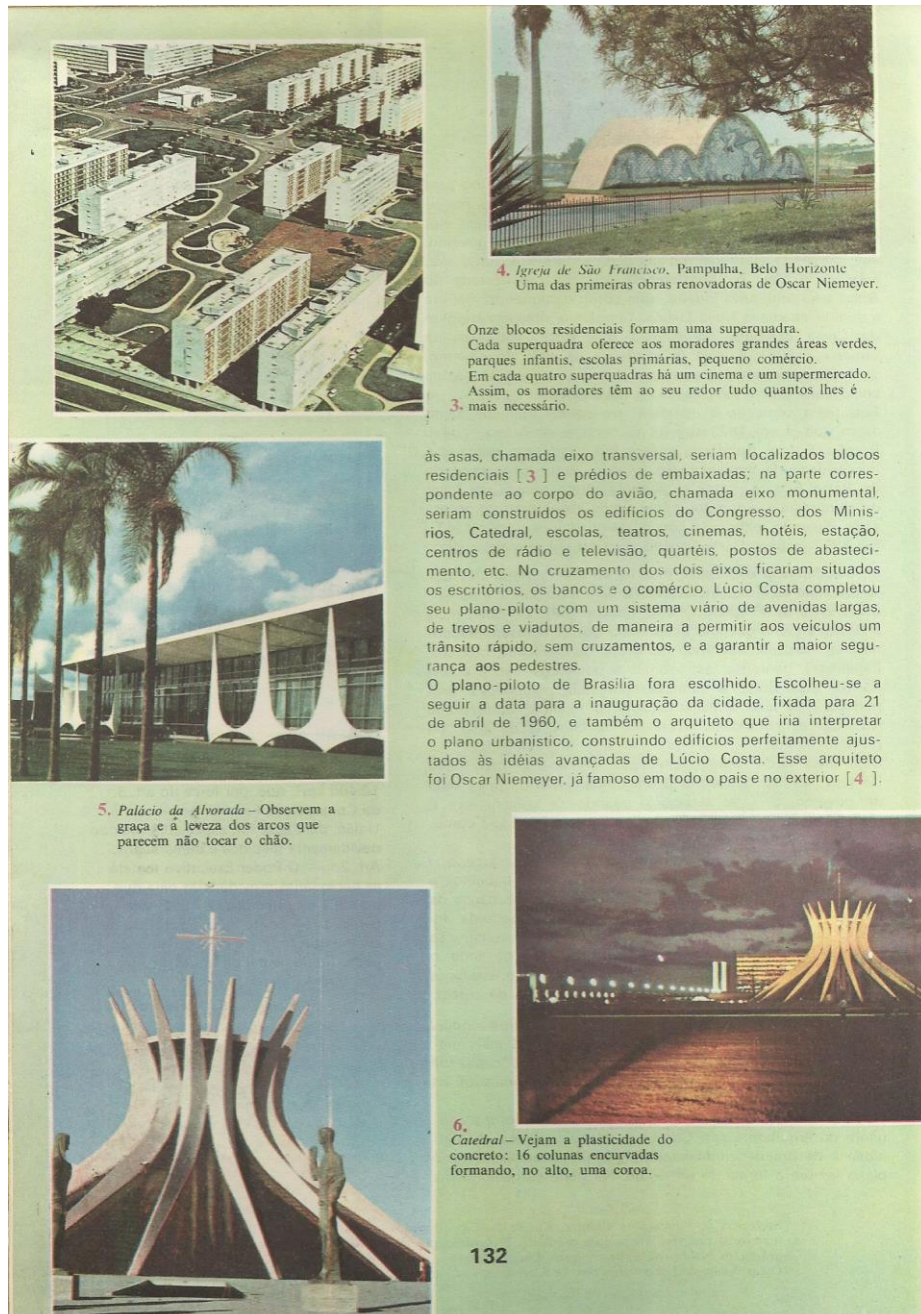 4. Igreja de São Francisco, Pampulha, Belo Horizonte
Uma das primeiras obras renovadoras de Oscar Niemeyer.
Onze blocos residenciais formam uma superquadra.
Cada superquadra oferece aos moradores grandes áreas verdes,
parques infantis, escolas primárias, pequeno comércio.
Em cada quatro superquadras há um cinema e um supermercado.
Assim, os moradores têm ao seu redor tudo quantos lhes é
3. mais necessário.
às asas, chamada eixo transversal, seriam localizados blocos
residenciais [3] e prédios de embaixadas; na parte corres-
pondente ao corpo do avião, chamada eixo monumental,
seriam construídos os edifícios do Congresso, dos Minis-
rios, Catedral, escolas, teatros, cinemas, hotéis, estação,
centros de rádio e televisão, quartéis, postos de abasteci-
mento, etc. No cruzamento dos dois eixos ficariam situados
os escritórios, os bancos e o comércio. Lúcio Costa completou
seu plano-piloto com um sistema viário de avenidas largas,
de trevos e viadutos, de maneira a permitir aos veículos um
trânsito rápido, sem cruzamentos, e a garantir a maior segu-
rança aos pedestres.
O plano-piloto de Brasília fora escolhido. Escolheu-se a
seguir a data para a inauguração da cidade, fixada para 21
de abril de 1960, e também o arquiteto que iria interpretar
o plano urbanístico, construindo edifícios perfeitamente ajus-
tados às idéias avançadas de Lúcio Costa. Esse arquiteto
foi Oscar Niemeyer, já famoso em todo o país e no exterior [4].
5. Palácio da Alvorada – Observem a
graça e a leveza dos arcos que
parecem não tocar o chão.
6.
Catedral – Vejam a plasticidade do
concreto: 16 colunas encurvadas
formando, no alto, uma coroa.
132